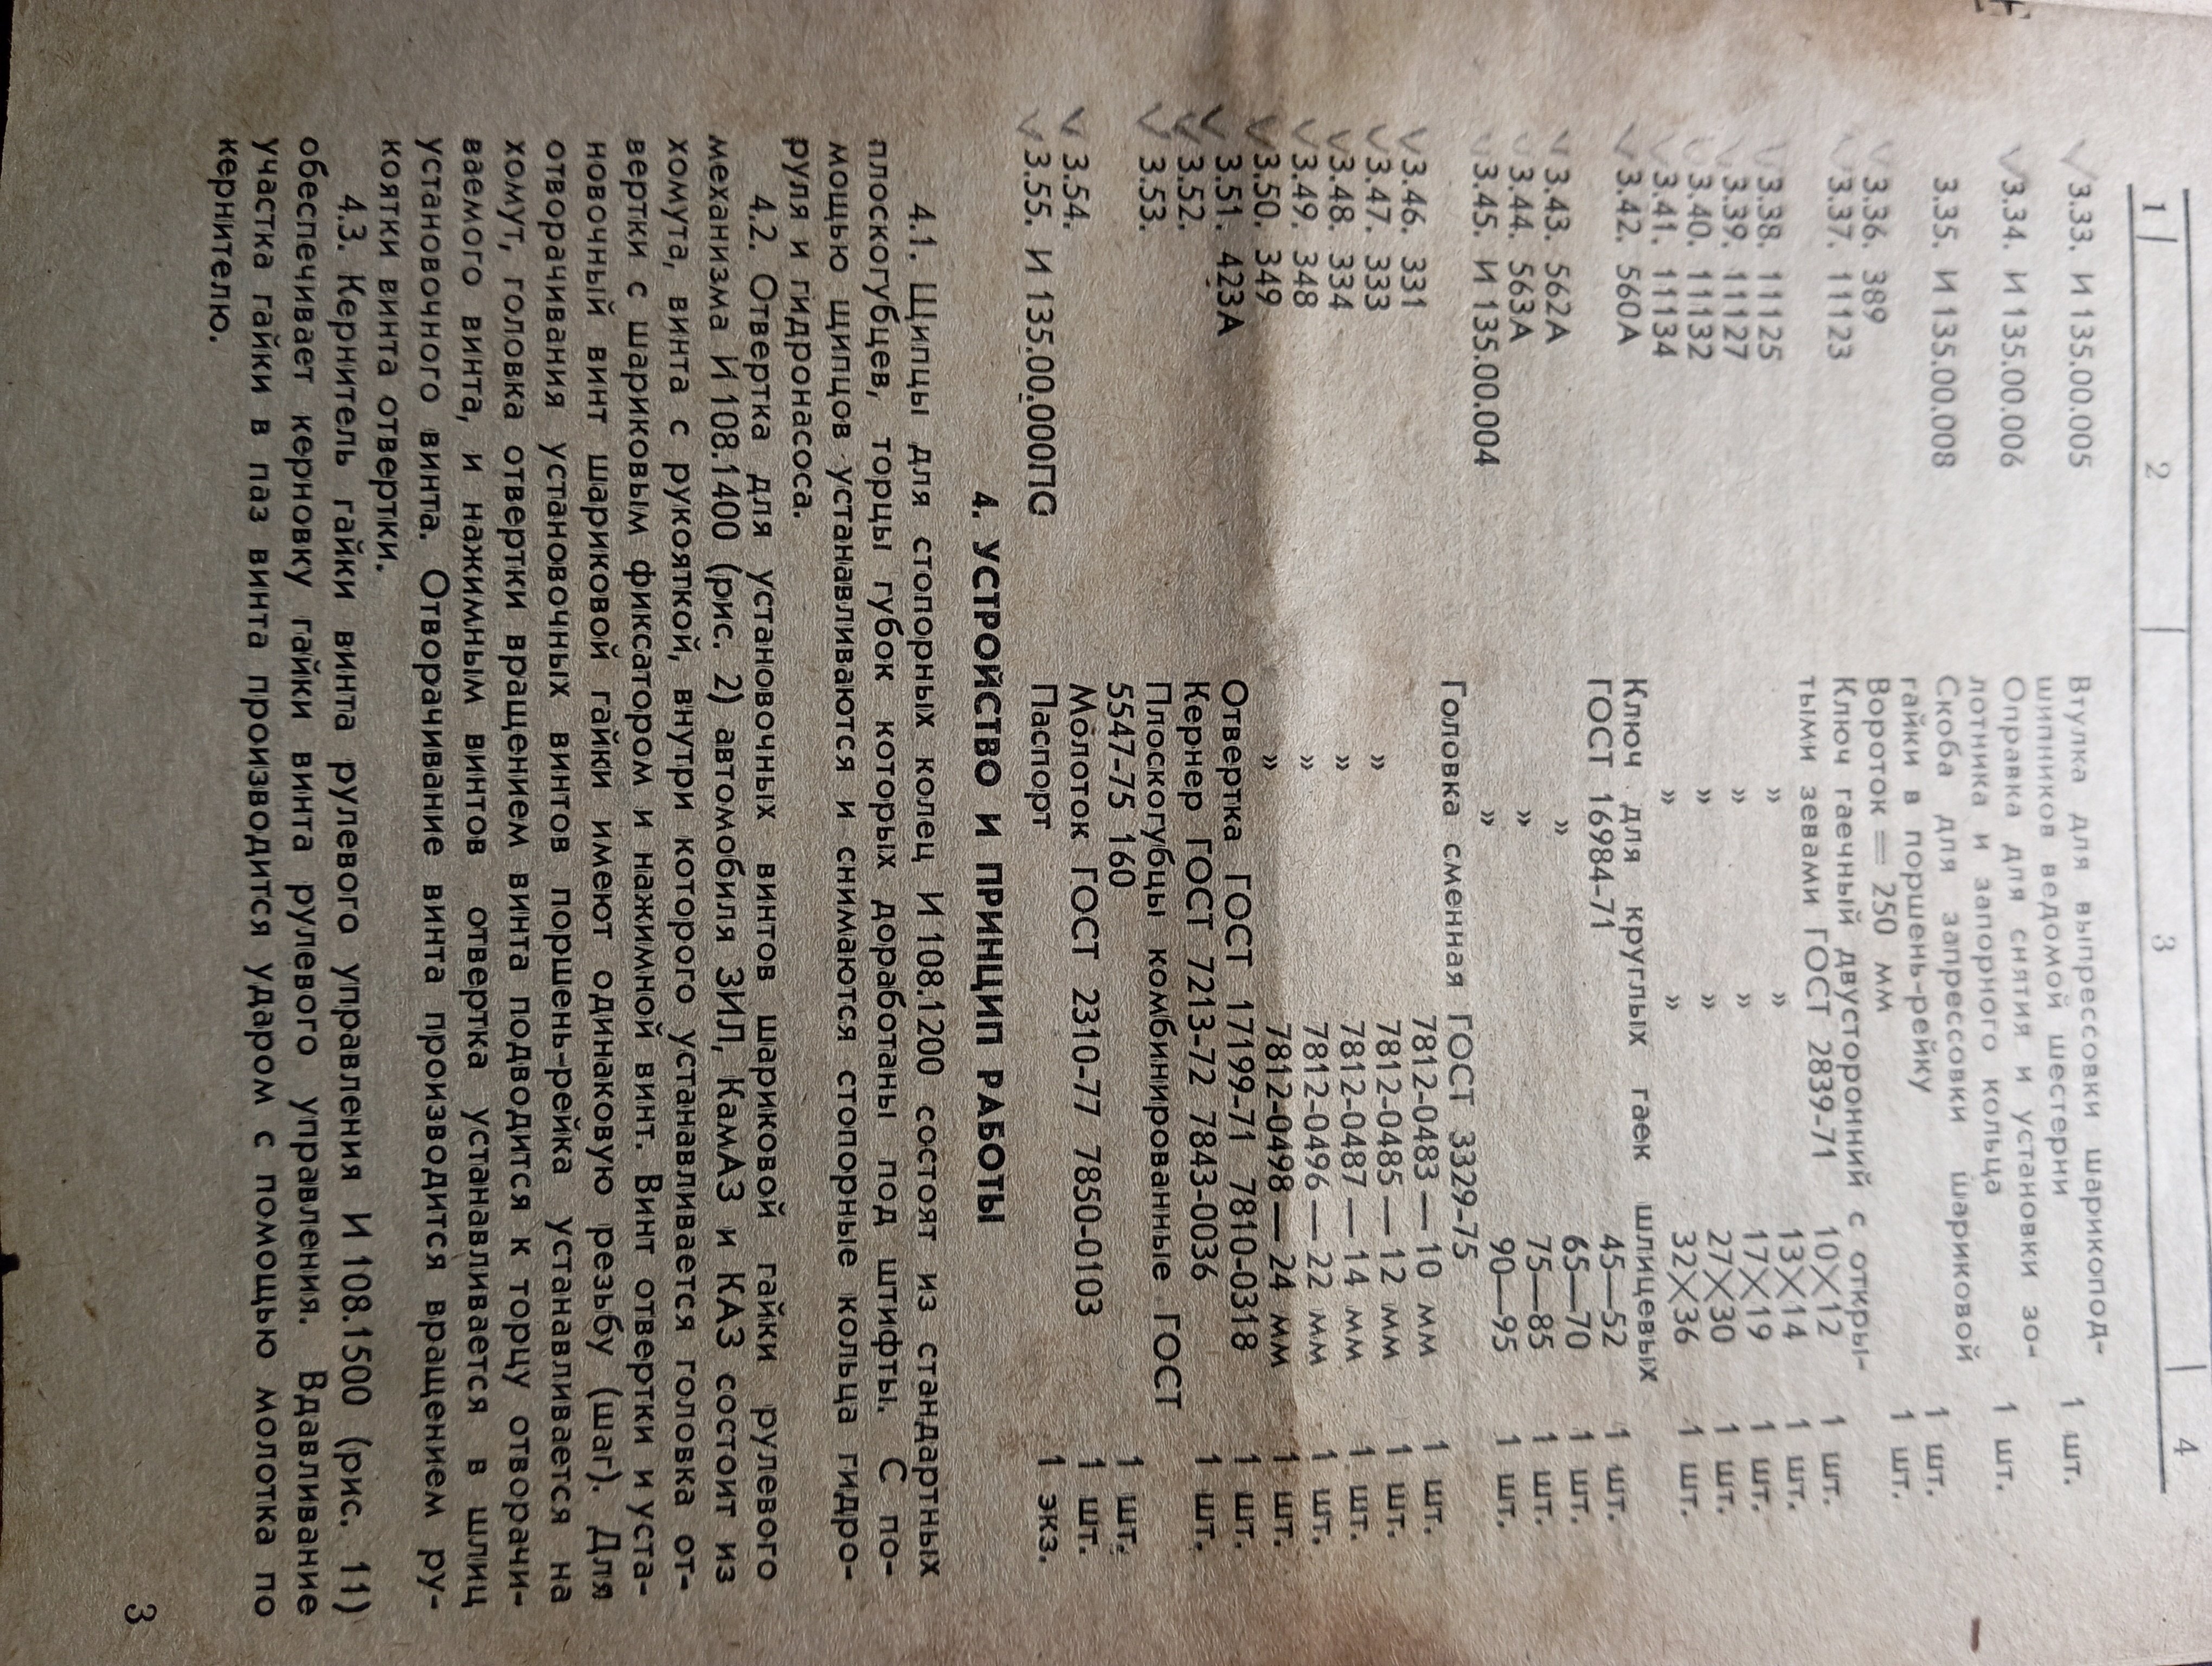 1 | 2 | 3 | 4
3.33. И 135.00.005 Втулка для выпрессовки шарикопод-
шипников ведомой шестерни 1 шт.
3.34. И 135.00.006 Оправка для снятия и установки зо-
лотника и запорного кольца 1 шт.
3.35. И 135.00.008 Скоба для запрессовки шариковой
гайки в поршень-рейку 1 шт.
3.36. 389 Вороток = 250 мм 1 шт.
3.37. 11123 Ключ гаечный двусторонний с откры-
тыми зевами ГОСТ 2839-71 10×12 1 шт.
3.38. 11125 » » 13×14 1 шт.
3.39. 11127 » » 17×19 1 шт.
3.40. 11132 » » 27×30 1 шт.
3.41. 11134 » » 32×36 1 шт.
3.42. 560А Ключ для круглых гаек шлицевых
ГОСТ 16984-71 45—52 1 шт.
3.43. 562А » 65—70 1 шт.
3.44. 563А » 75—85 1 шт.
3.45. И 135.00.004 » 90—95 1 шт.
Головка сменная ГОСТ 3329-75
3.46. 331 7812-0483 — 10 мм 1 шт.
3.47. 333 » 7812-0485 — 12 мм 1 шт.
3.48. 334 » 7812-0487 — 14 мм 1 шт.
3.49. 348 » 7812-0496 — 22 мм 1 шт.
3.50. 349 » 7812-0498 — 24 мм 1 шт.
3.51. 423А Отвертка ГОСТ 17199-71 7810-0318 1 шт.
3.52. Кернер ГОСТ 7213-72 7843-0036 1 шт.
3.53. Плоскогубцы комбинированные ГОСТ
5547-75 160 1 шт.
3.54. Молоток ГОСТ 2310-77 7850-0103 1 шт.
3.55. И 135.00.000ПС Паспорт 1 экз.
4. УСТРОЙСТВО И ПРИНЦИП РАБОТЫ
4.1. Щипцы для стопорных колец И 108.1200 состоят из стандартных
плоскогубцев, торцы губок которых доработаны под штифты. С по-
мощью щипцов устанавливаются и снимаются стопорные кольца гидро-
руля и гидронасоса.
4.2. Отвертка для установочных винтов шариковой гайки рулевого
механизма И 108.1400 (рис. 2) автомобиля ЗИЛ, КамАЗ и КАЗ состоит из
хомута, винта с рукояткой, внутри которого устанавливается головка от-
вертки с шариковым фиксатором и нажимной винт. Винт отвертки и уста-
новочный винт шариковой гайки имеют одинаковую резьбу (шаг). Для
отворачивания установочных винтов поршень-рейка устанавливается на
хомут, головка отвертки вращением винта подводится к торцу отворачи-
ваемого винта, и нажимным винтов отвертка устанавливается в шлиц
установочного винта. Отворачивание винта производится вращением ру-
коятки винта отвертки.
4.3. Кернитель гайки винта рулевого управления И 108.1500 (рис. 11)
обеспечивает керновку гайки винта рулевого управления. Вдавливание
участка гайки в паз винта производится ударом с помощью молотка по
кернителю.
3